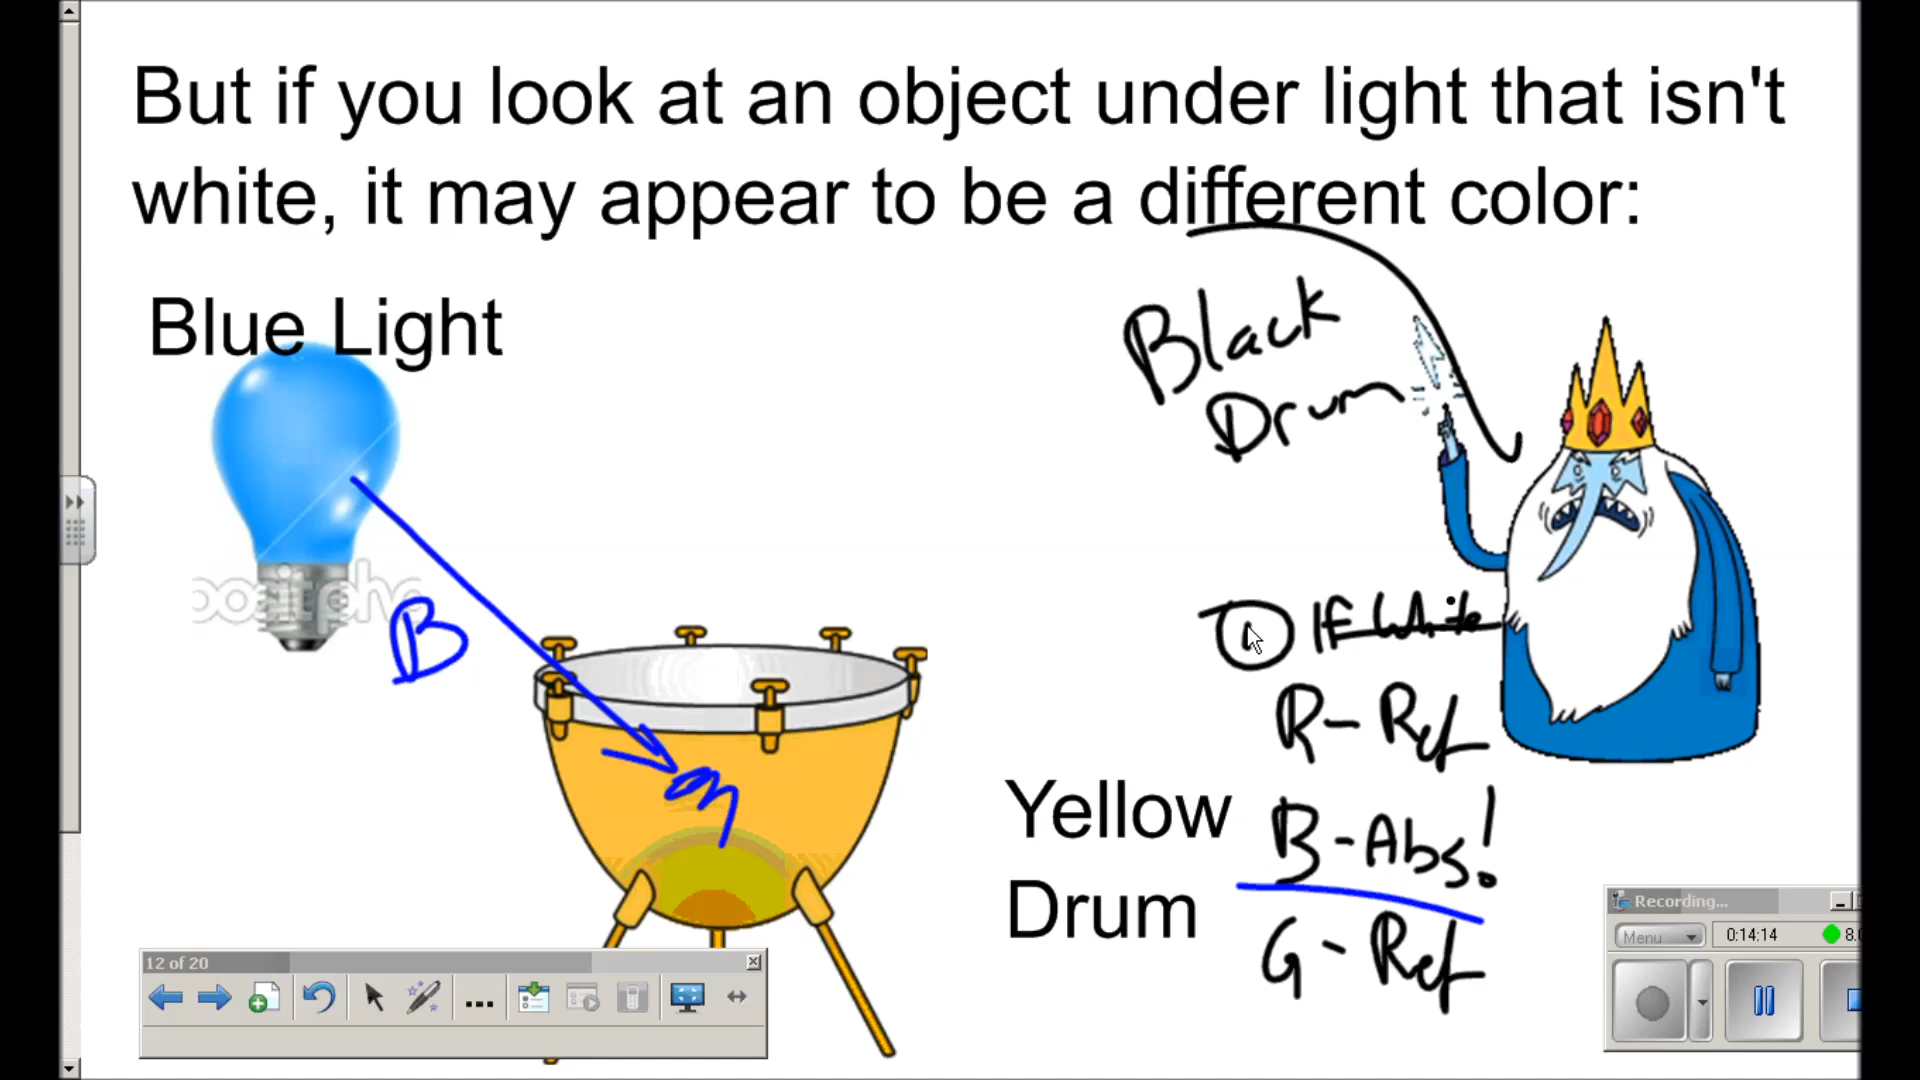 But if you look at an object under light that isn't
white, it may appear to be a different color:
Blue Light
Black
Drum
B
① If White
R - Ref
Yellow
Drum
B - Abs!
G - Ref
12 of 20
Recording...
Menu
0:14:14